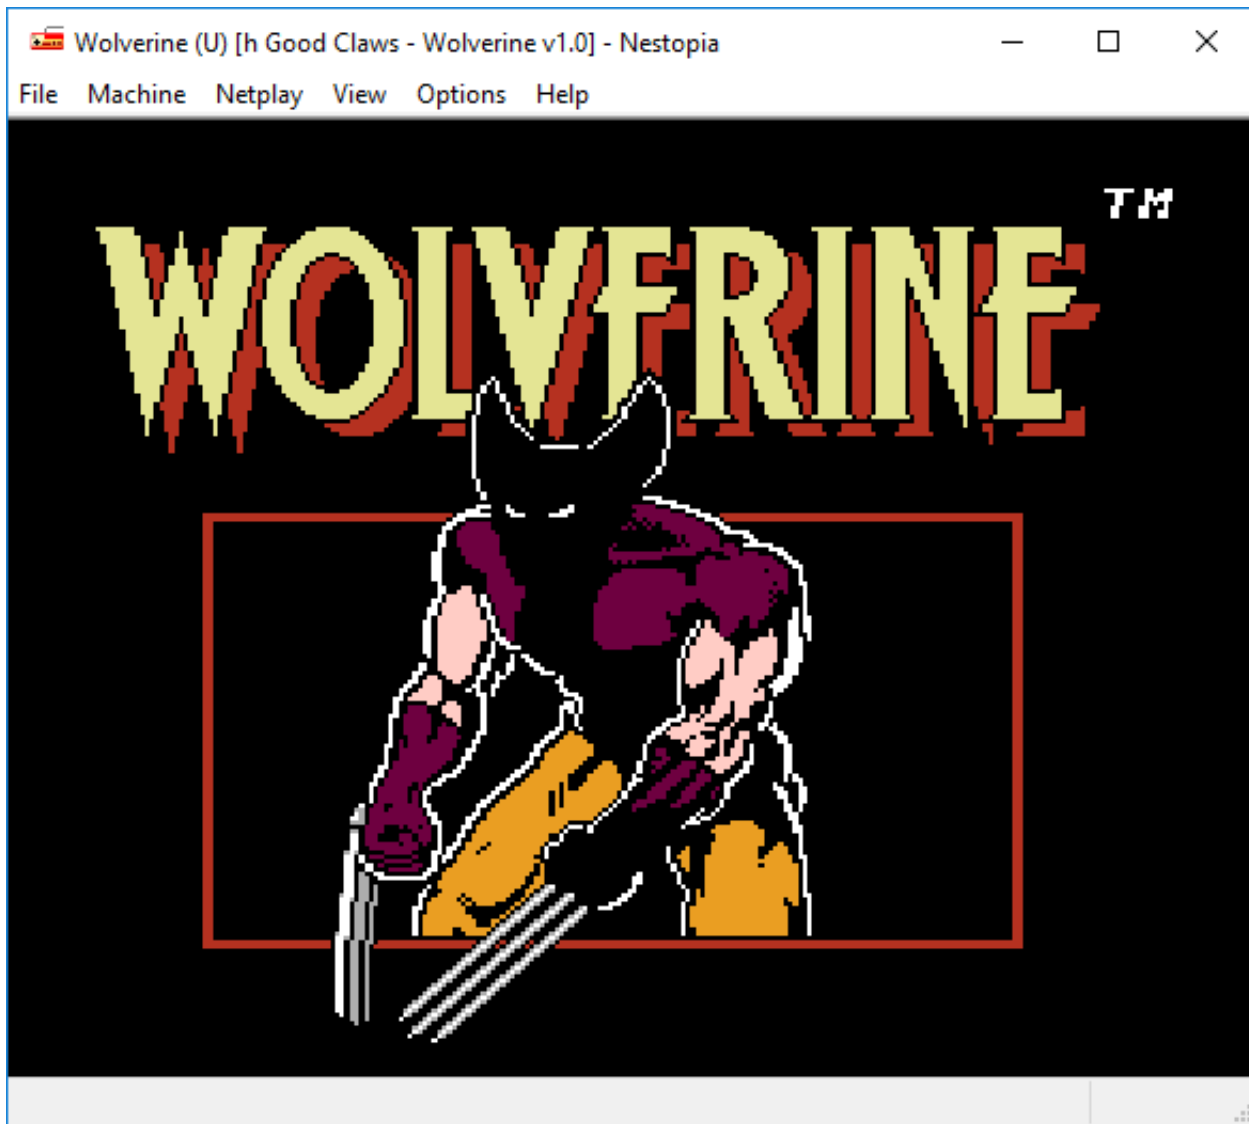 Wolverine (U) [h Good Claws - Wolverine v1.0] - Nestopia
File Machine Netplay View Options Help
TM
WOLVERINE